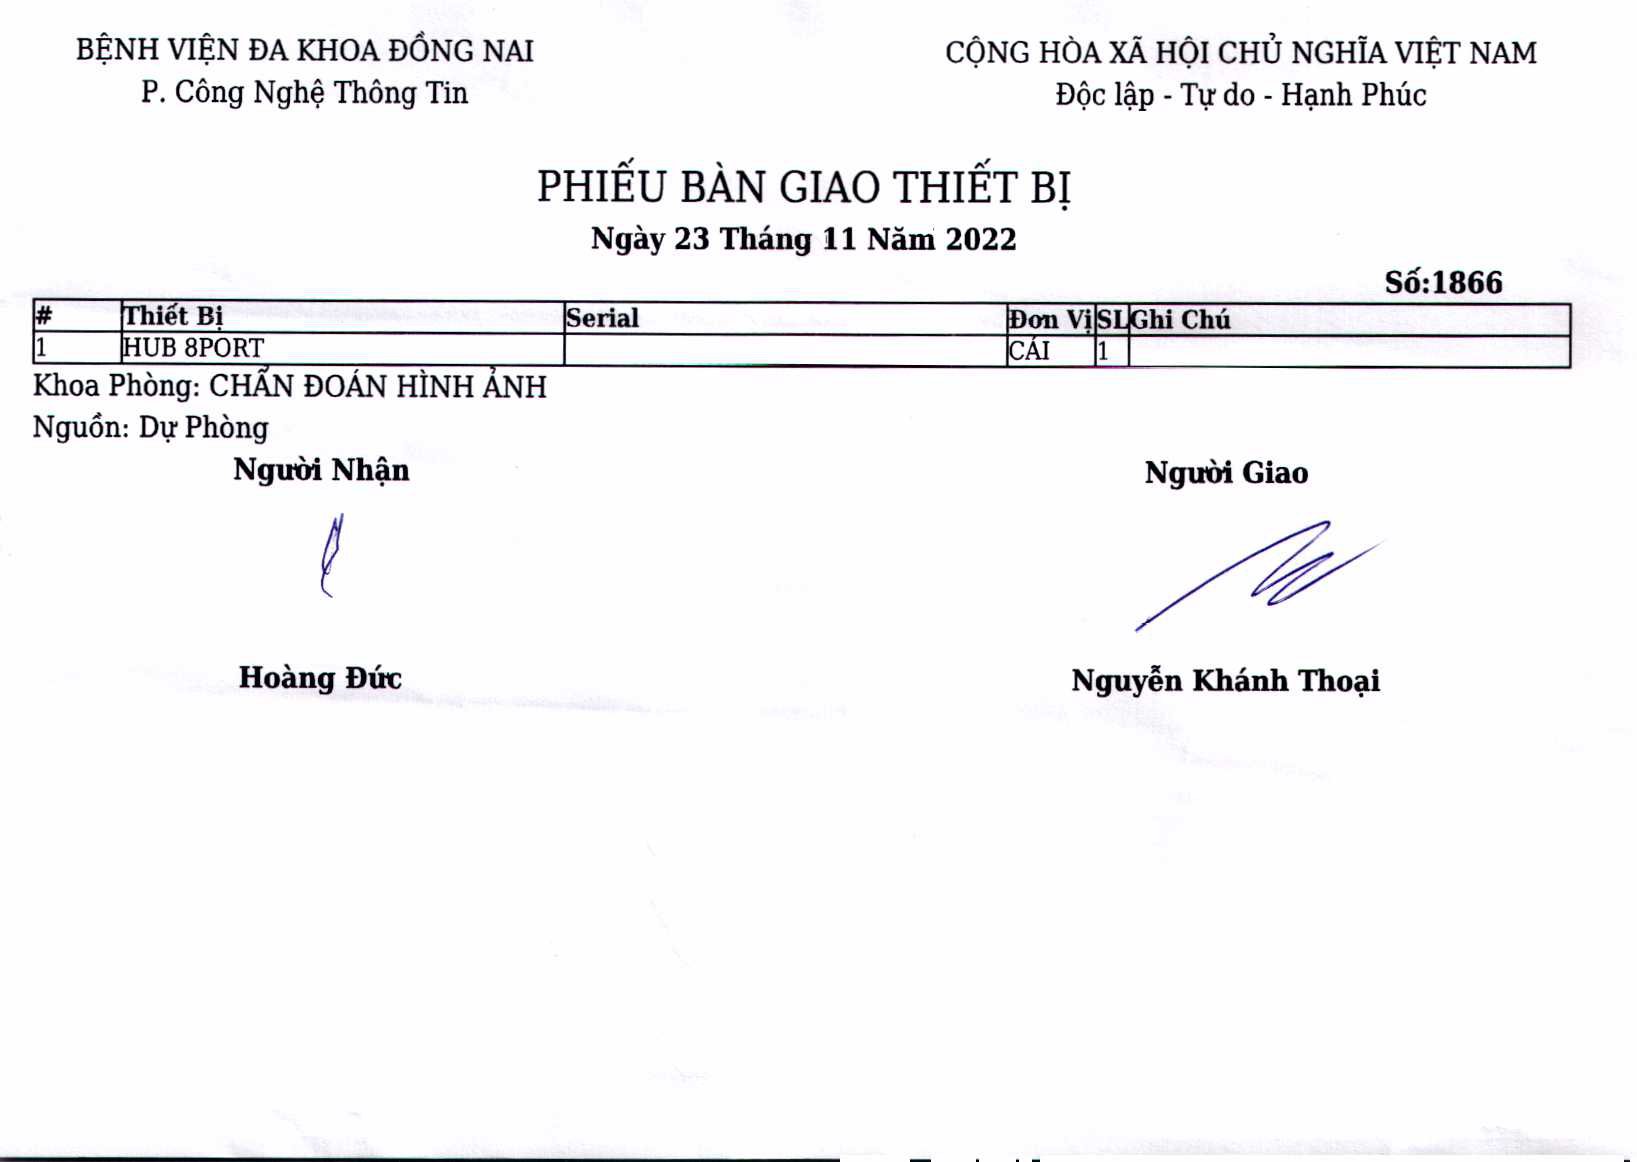 BỆNH VIỆN ĐA KHOA ĐỒNG NAI
P. Công Nghệ Thông Tin
CỘNG HÒA XÃ HỘI CHỦ NGHĨA VIỆT NAM
Độc lập - Tự do - Hạnh Phúc
PHIẾU BÀN GIAO THIẾT BỊ
Ngày 23 Tháng 11 Năm 2022
Số:1866
# Thiết Bị Serial Đơn Vị SL Ghi Chú
1 HUB 8PORT CÁI 1
Khoa Phòng: CHẨN ĐOÁN HÌNH ẢNH
Nguồn: Dự Phòng
Người Nhận Người Giao
Hoàng Đức Nguyễn Khánh Thoại